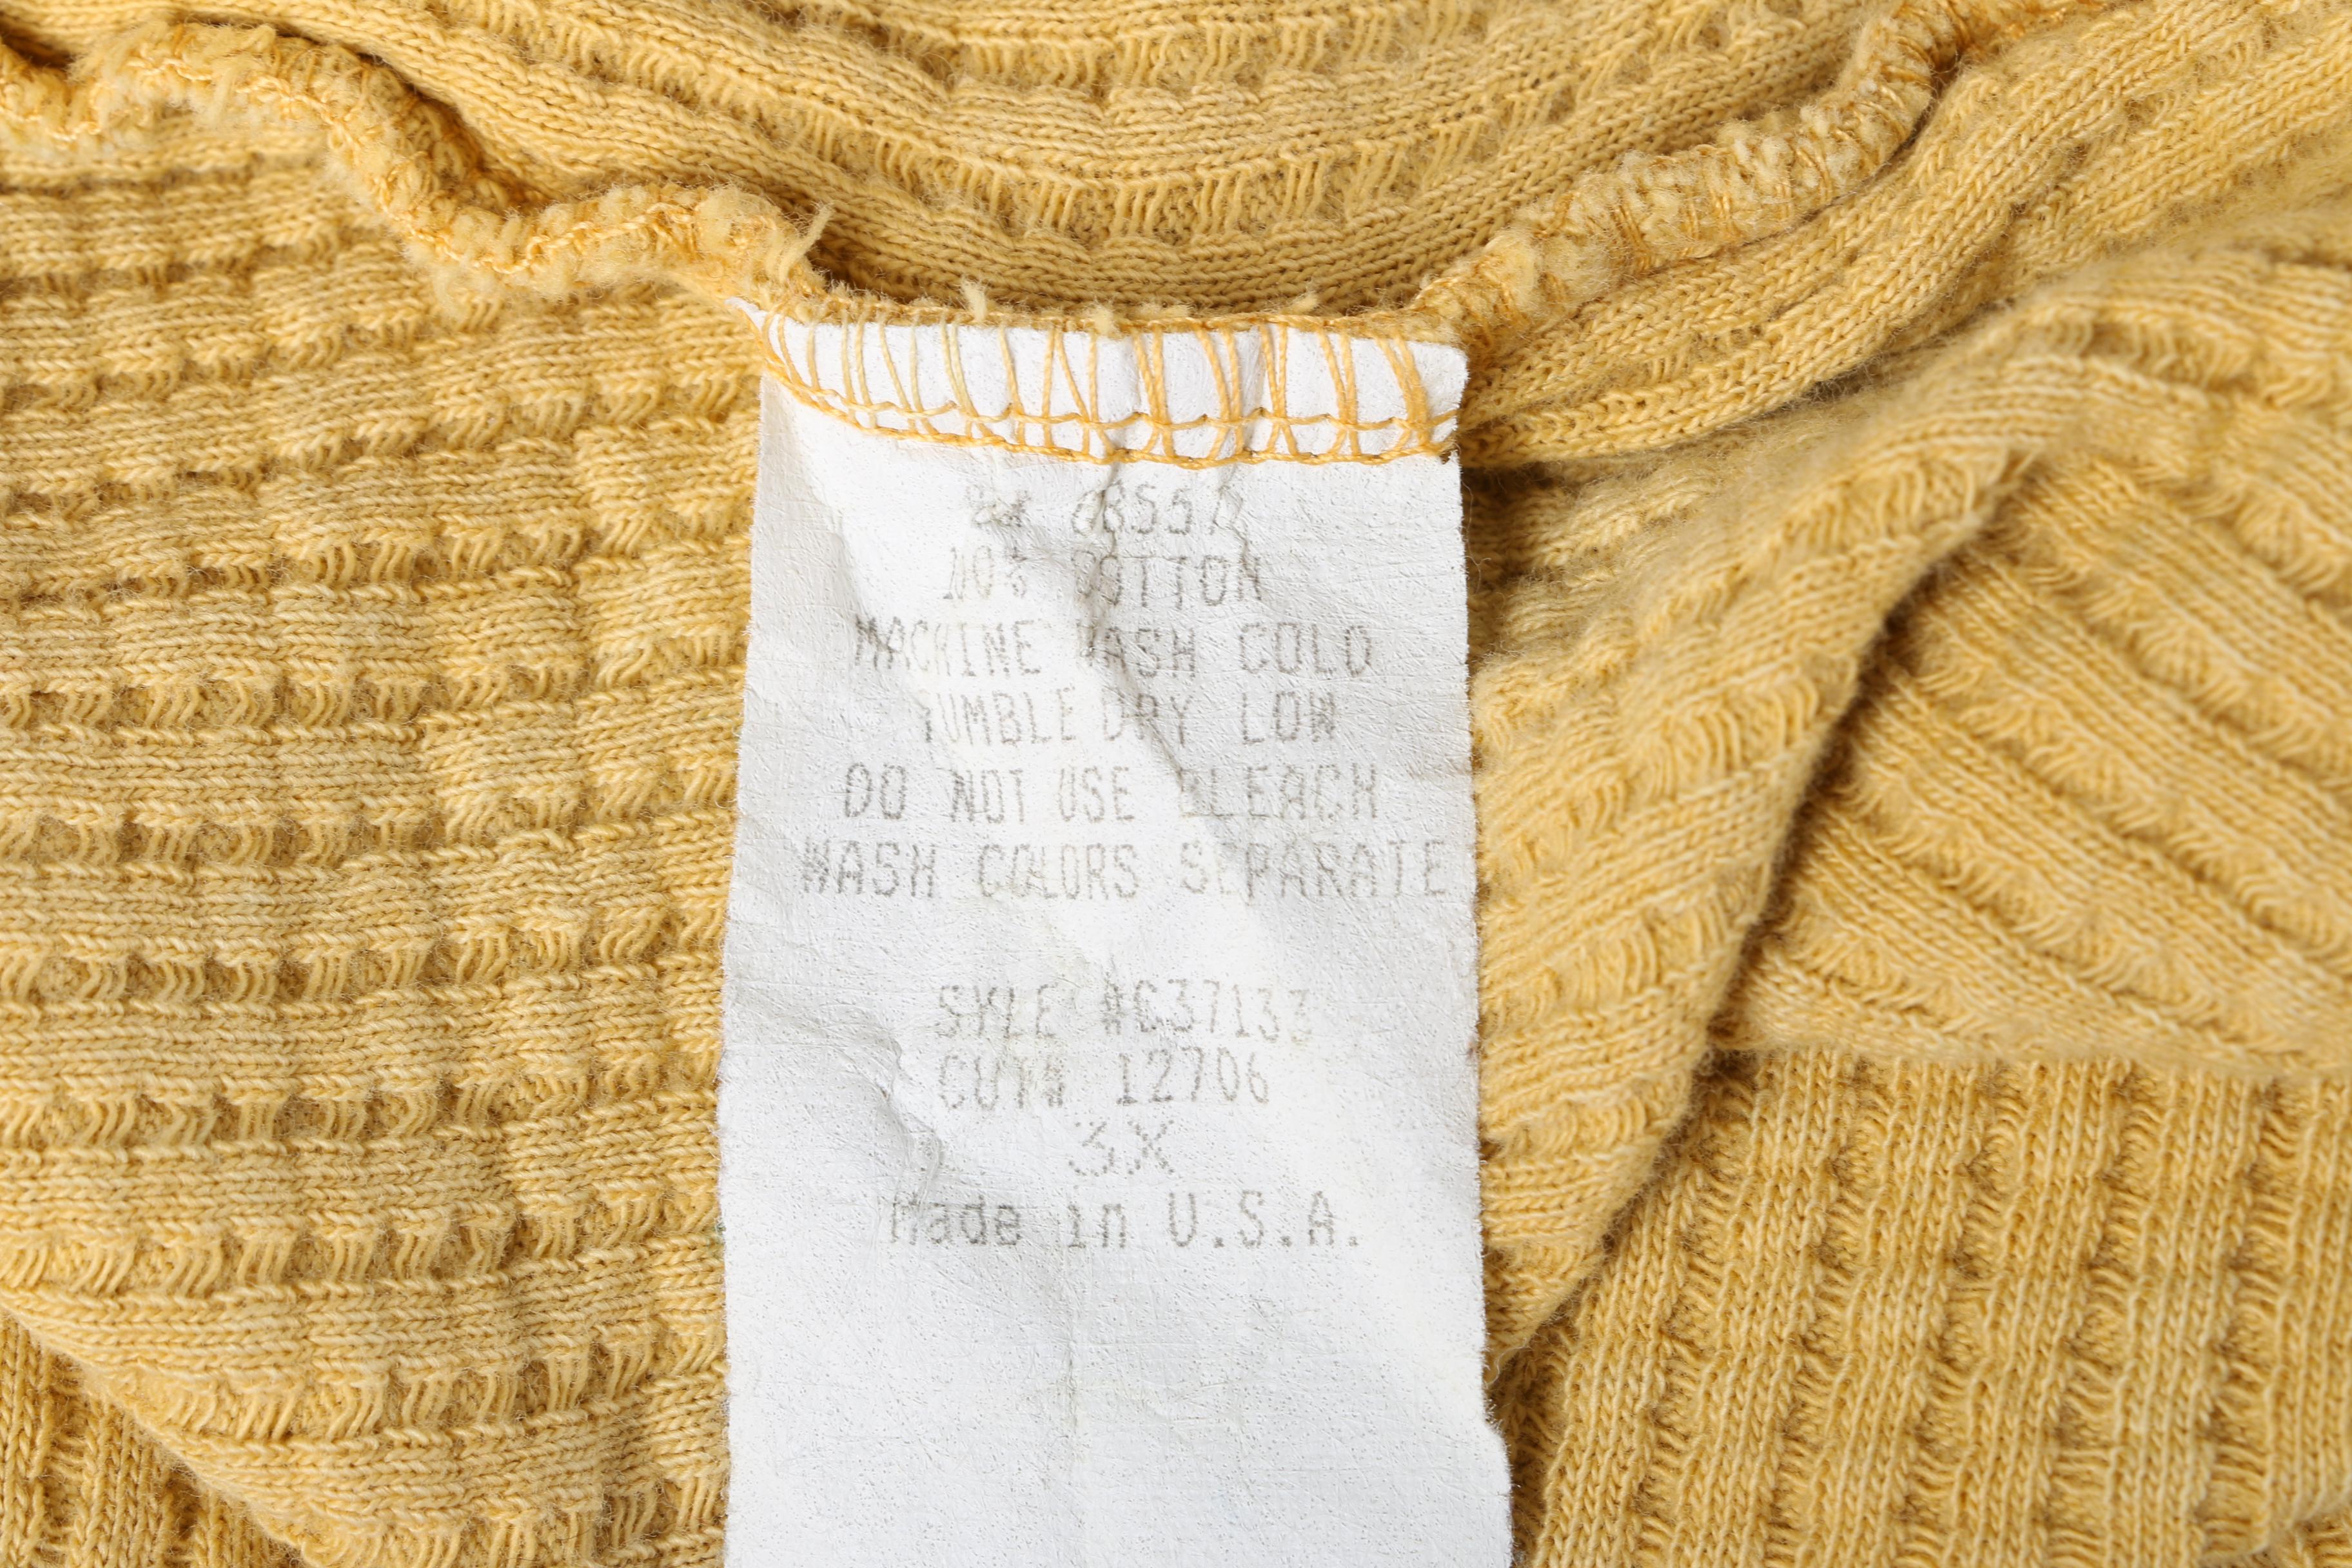 100% COTTON
MACHINE WASH COLD
TUMBLE DRY LOW
DO NOT USE BLEACH
WASH COLORS SEPARATE
SYLE #C37133
CUT# 12706
3X
Made in U.S.A.